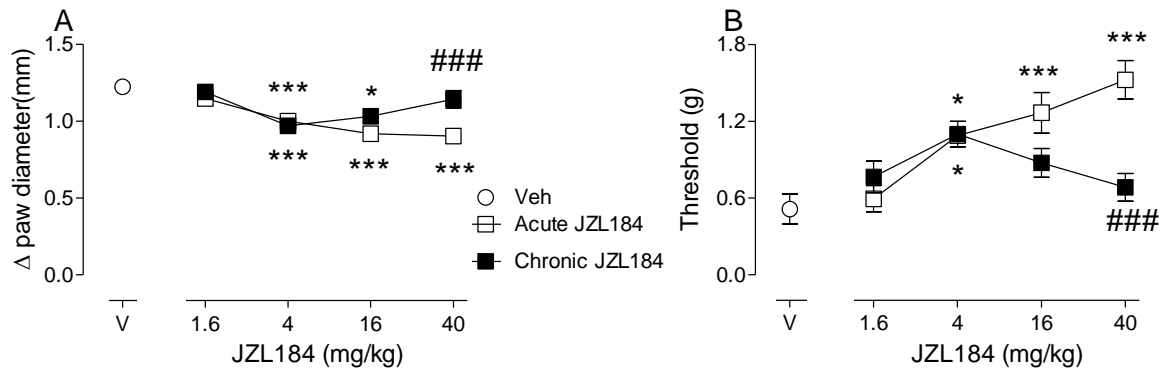 A
Δ paw diameter(mm)
1.5
1.0
0.5
0.0
***
*
###
***
***
***
V
1.6
4
16
40
JZL184 (mg/kg)
Veh
Acute JZL184
Chronic JZL184
B
Threshold (g)
1.8
1.2
0.6
0.0
***
***
*
*
###
V
1.6
4
16
40
JZL184 (mg/kg)